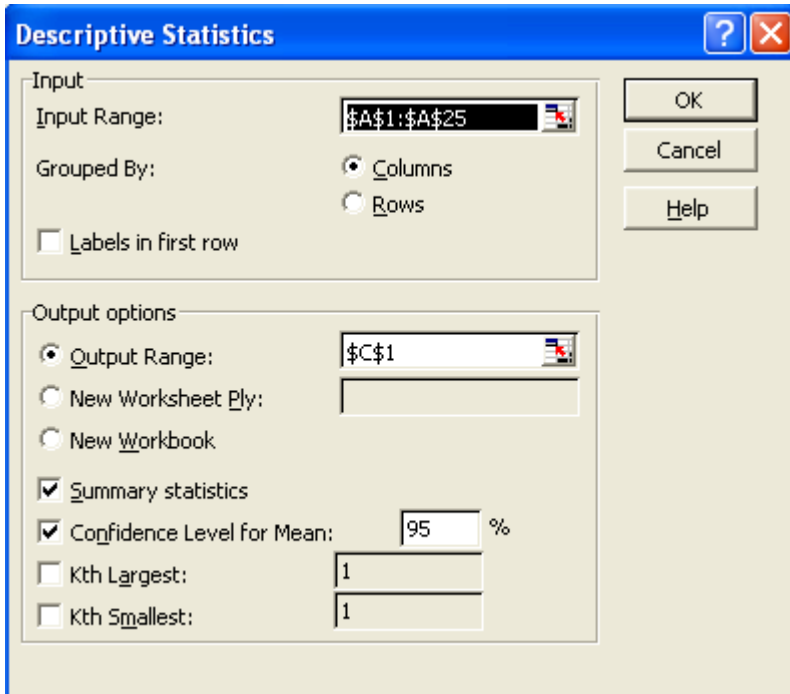 Descriptive Statistics
Input
Input Range: $A$1:$A$25
Grouped By: Columns
Rows
Labels in first row
OK
Cancel
Help
Output options
Output Range: $C$1
New Worksheet Ply:
New Workbook
Summary statistics
Confidence Level for Mean: 95 %
Kth Largest: 1
Kth Smallest: 1